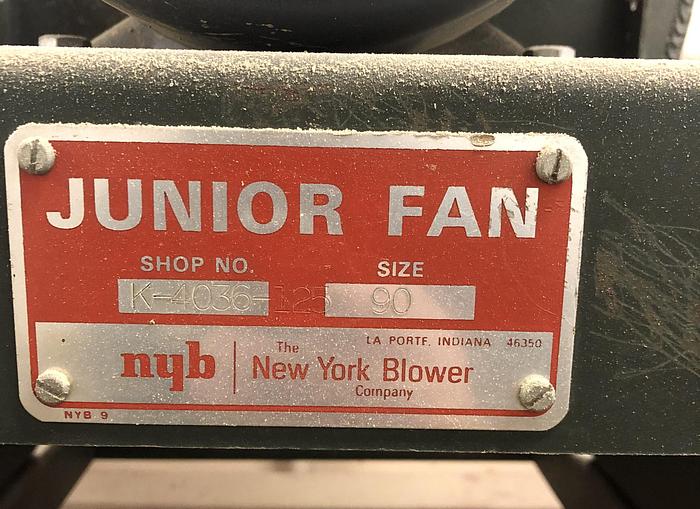 JUNIOR FAN
SHOP NO. SIZE
K-4036-125 90
LA PORTE, INDIANA 46350
nyb The
New York Blower
Company
NYB 9